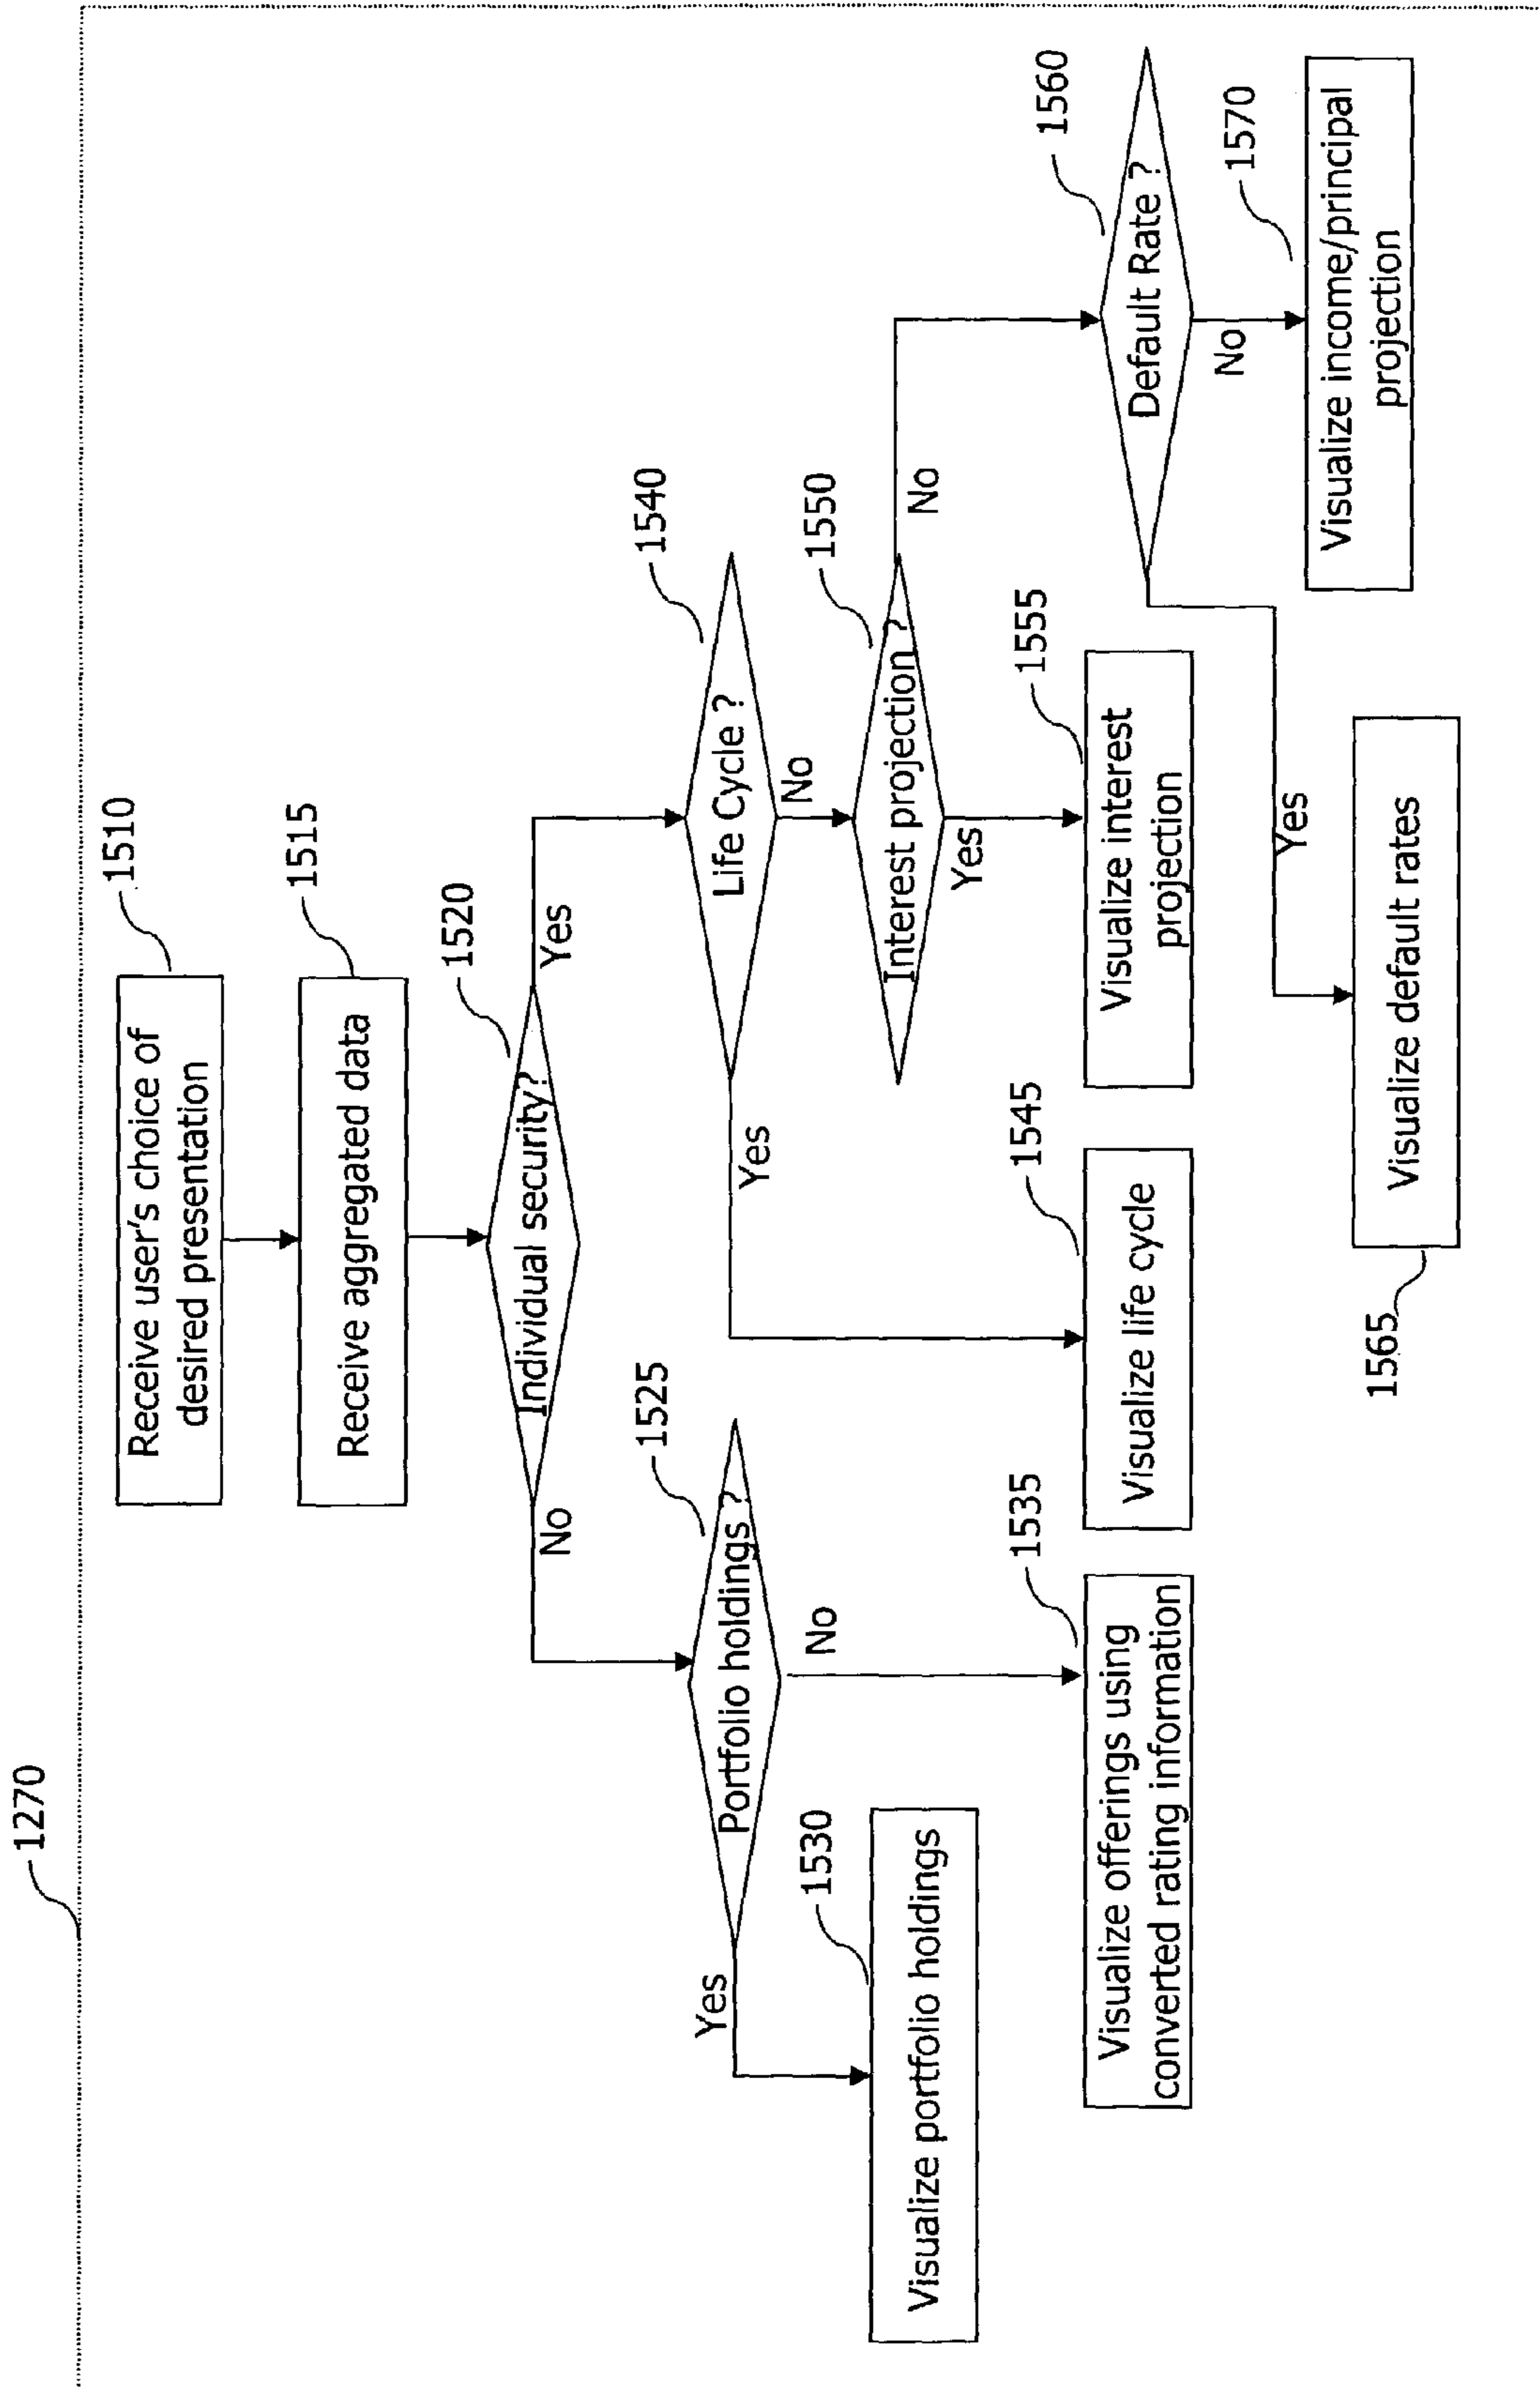 1270
1510
Receive user's choice of
desired presentation
1515
Receive aggregated data
1520
Individual security?
No
Yes
1525
Portfolio holdings ?
Yes
No
1530
Visualize portfolio holdings
1535
Visualize offerings using
converted rating information
1540
Life Cycle ?
Yes
No
1545
Visualize life cycle
1550
Interest projection ?
Yes
No
1555
Visualize interest
projection
1560
Default Rate ?
Yes
No
1565
Visualize default rates
1570
Visualize income/principal
projection